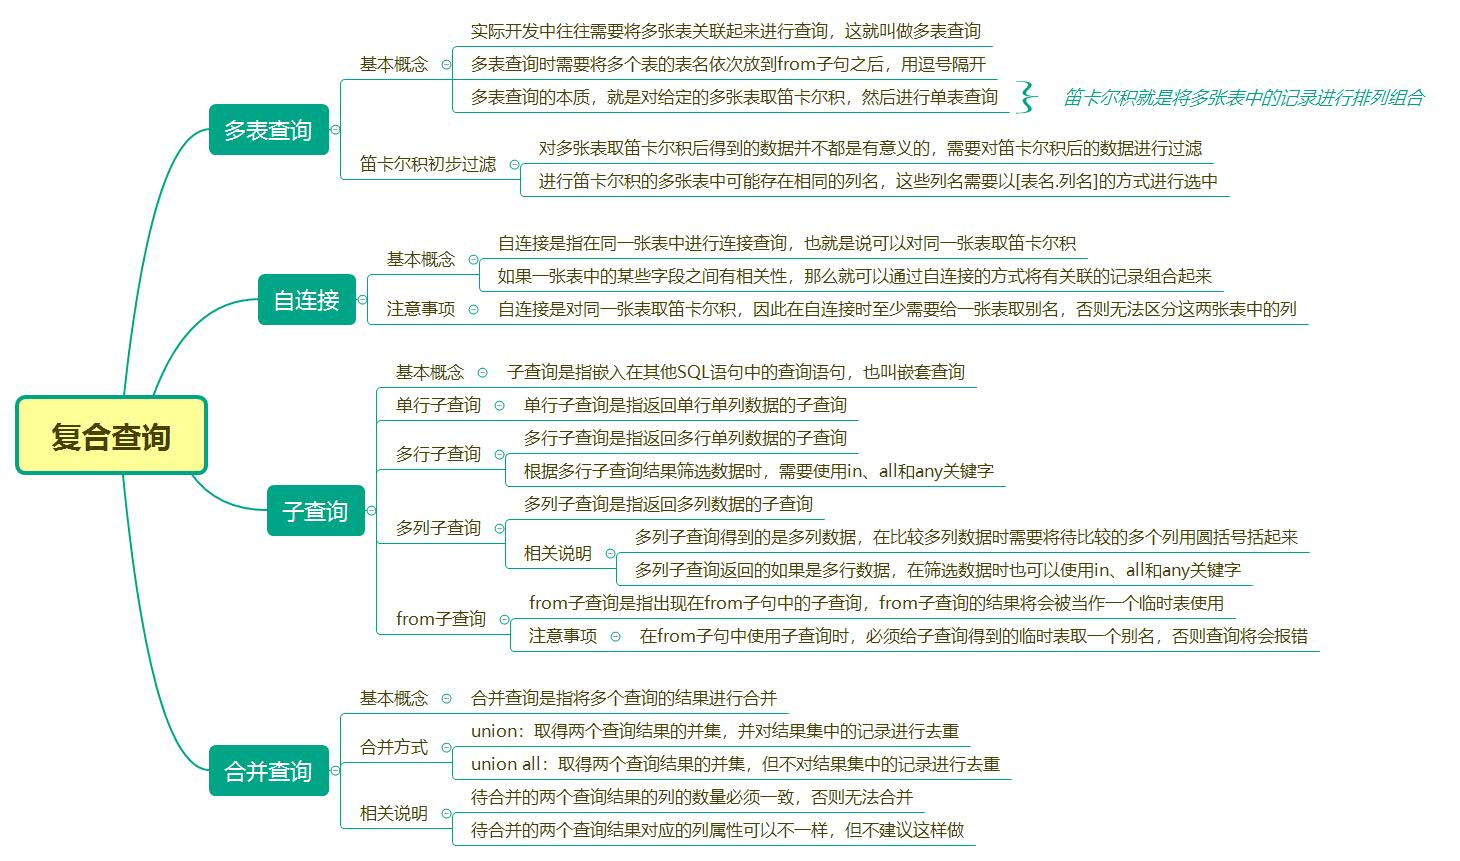 复合查询
多表查询
基本概念
实际开发中往往需要将多张表关联起来进行查询，这就叫做多表查询
多表查询时需要将多个表的表名依次放到from子句之后，用逗号隔开
多表查询的本质，就是对给定的多张表取笛卡尔积，然后进行单表查询
笛卡尔积就是将多张表中的记录进行排列组合
笛卡尔积初步过滤
对多张表取笛卡尔积后得到的数据并不都是有意义的，需要对笛卡尔积后的数据进行过滤
进行笛卡尔积的多张表中可能存在相同的列名，这些列名需要以[表名.列名]的方式进行选中
自连接
基本概念
自连接是指在同一张表中进行连接查询，也就是说可以对同一张表取笛卡尔积
如果一张表中的某些字段之间有相关性，那么就可以通过自连接的方式将有关联的记录组合起来
注意事项
自连接是对同一张表取笛卡尔积，因此在自连接时至少需要给一张表取别名，否则无法区分这两张表中的列
子查询
基本概念
子查询是指嵌入在其他SQL语句中的查询语句，也叫嵌套查询
单行子查询
单行子查询是指返回单行单列数据的子查询
多行子查询
多行子查询是指返回多行单列数据的子查询
根据多行子查询结果筛选数据时，需要使用in、all和any关键字
多列子查询
多列子查询是指返回多列数据的子查询
相关说明
多列子查询得到的是多列数据，在比较多列数据时需要将待比较的多个列用圆括号括起来
多列子查询返回的如果是多行数据，在筛选数据时也可以使用in、all和any关键字
from子查询
from子查询是指出现在from子句中的子查询，from子查询的结果将会被当作一个临时表使用
注意事项
在from子句中使用子查询时，必须给子查询得到的临时表取一个别名，否则查询将会报错
合并查询
基本概念
合并查询是指将多个查询的结果进行合并
合并方式
union：取得两个查询结果的并集，并对结果集中的记录进行去重
union all：取得两个查询结果的并集，但不对结果集中的记录进行去重
相关说明
待合并的两个查询结果的列的数量必须一致，否则无法合并
待合并的两个查询结果对应的列属性可以不一样，但不建议这样做